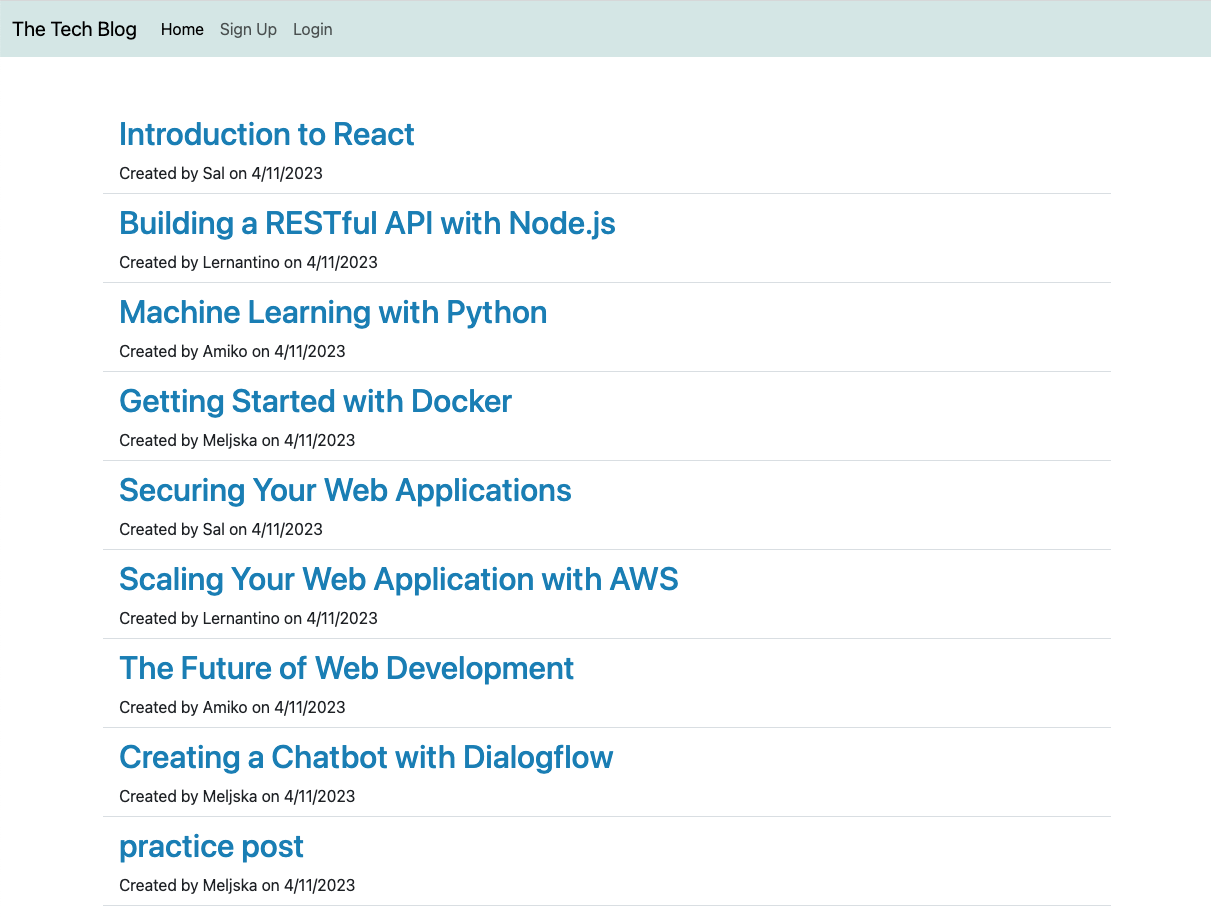 The Tech Blog Home Sign Up Login
Introduction to React
Created by Sal on 4/11/2023
Building a RESTful API with Node.js
Created by Lernantino on 4/11/2023
Machine Learning with Python
Created by Amiko on 4/11/2023
Getting Started with Docker
Created by Meljska on 4/11/2023
Securing Your Web Applications
Created by Sal on 4/11/2023
Scaling Your Web Application with AWS
Created by Lernantino on 4/11/2023
The Future of Web Development
Created by Amiko on 4/11/2023
Creating a Chatbot with Dialogflow
Created by Meljska on 4/11/2023
practice post
Created by Meljska on 4/11/2023